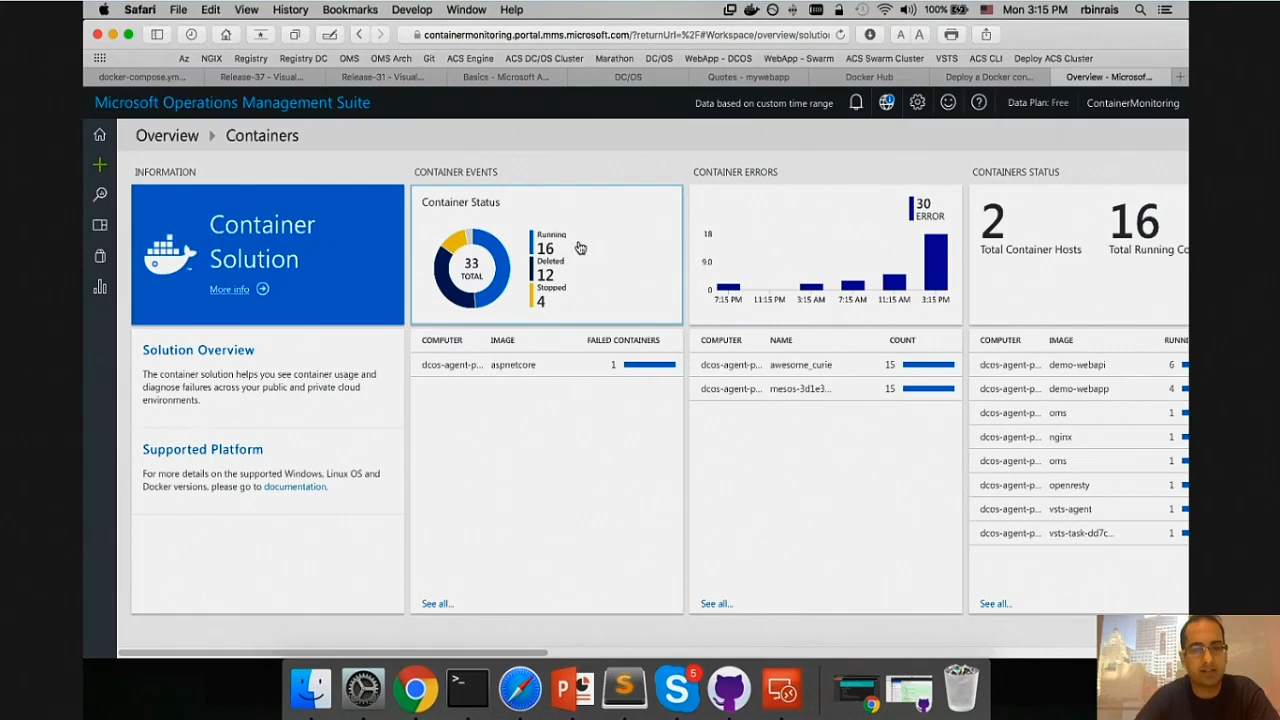 Safari File Edit View History Bookmarks Develop Window Help 100% Mon 3:15 PM rbinrais
containermonitoring.portal.mms.microsoft.com/?returnUrl=%2F#Workspace/overview/solutio
A A
Az NGIX Registry Registry DC OMS OMS Arch Git ACS Engine ACS DC/OS Cluster Marathon DC/OS WebApp - DCOS WebApp - Swarm ACS Swarm Cluster VSTS ACS CLI Deploy ACS Cluster
docker-compose.ym... Release-37 - Visual... Release-31 - Visual... Basics - Microsoft A... DC/OS Quotes - mywebapp Docker Hub Deploy a Docker con... Overview - Microsof...
Microsoft Operations Management Suite Data based on custom time range Data Plan: Free ContainerMonitoring
Overview Containers
INFORMATION
Container
Solution
More info
Solution Overview
The container solution helps you see container usage and
diagnose failures across your public and private cloud
environments.
Supported Platform
For more details on the supported Windows, Linux OS and
Docker versions, please go to documentation.
CONTAINER EVENTS
Container Status
33
TOTAL
Running
16
Deleted
12
Stopped
4
COMPUTER IMAGE FAILED CONTAINERS
dcos-agent-p... aspnetcore 1
See all...
CONTAINER ERRORS
30
ERROR
18
9.0
0
7:15 PM 11:15 PM 3:15 AM 7:15 AM 11:15 AM 3:15 PM
COMPUTER NAME COUNT
dcos-agent-p... awesome_curie 15
dcos-agent-p... mesos-3d1e3... 15
See all...
CONTAINERS STATUS
2 16
Total Container Hosts Total Running Co
COMPUTER IMAGE RUNN
dcos-agent-p... demo-webapi 6
dcos-agent-p... demo-webapp 4
dcos-agent-p... oms 1
dcos-agent-p... nginx 1
dcos-agent-p... oms 1
dcos-agent-p... openresty 1
dcos-agent-p... vsts-agent 1
dcos-agent-p... vsts-task-dd7c... 1
See all...
5